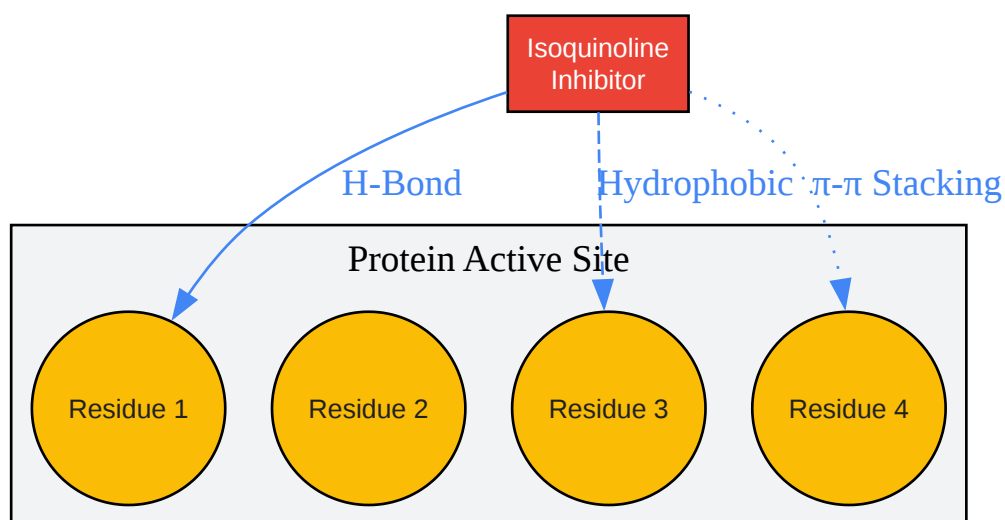 Isoquinoline
Inhibitor
H-Bond
Hydrophobic
π-π Stacking
Protein Active Site
Residue 1
Residue 2
Residue 3
Residue 4